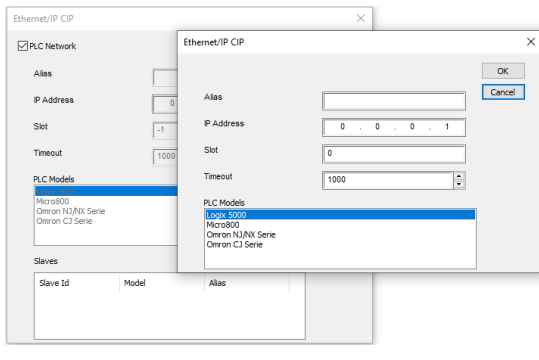 Ethernet/IP CIP
PLC Network
Alias
IP Address
0
Slot
-1
Timeout
1000
PLC Models
Micro800
Omron NJ/NX Serie
Omron CJ Serie
Slaves
Slave Id Model Alias
Ethernet/IP CIP
OK
Cancel
Alias
IP Address
0 . 0 . 0 . 1
Slot
0
Timeout
1000
PLC Models
Logix 5000
Micro800
Omron NJ/NX Serie
Omron CJ Serie